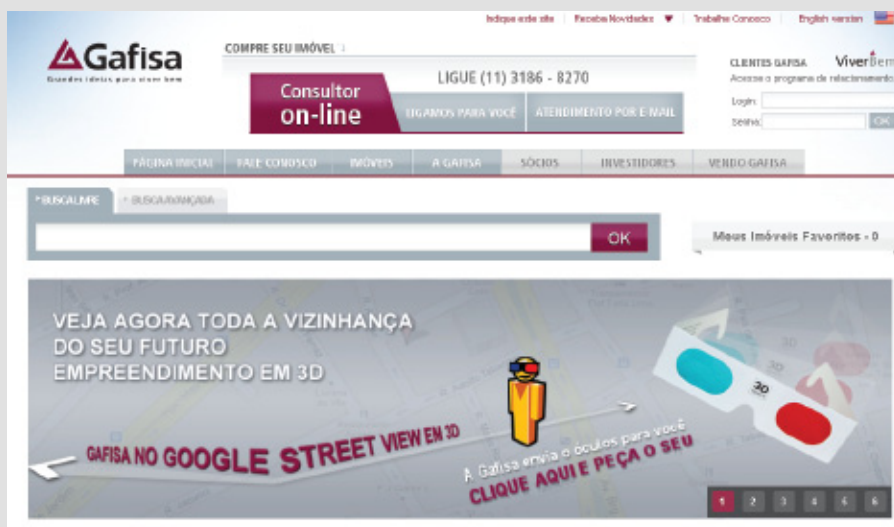 Indique este site | Receba Novidades | Trabalhe Conosco | English version
Gafisa
Grandes ideias para viver bem
COMPRE SEU IMÓVEL
Consultor
on-line
LIGUE (11) 3186 - 8270
LIGAMOS PARA VOCÊ
ATENDIMENTO POR E-MAIL
CLIENTES GAFISA
ViverBem
Acesse o programa de relacionamento
Login:
Senha:
OK
PÁGINA INICIAL
FALE CONOSCO
IMÓVEIS
A GAFISA
SÓCIOS
INVESTIDORES
VENDO GAFISA
BUSCA LIVRE
BUSCA AVANÇADA
OK
Meus Imóveis Favoritos - 0
VEJA AGORA TODA A VIZINHANÇA
DO SEU FUTURO
EMPREENDIMENTO EM 3D
GAFISA NO GOOGLE STREET VIEW EM 3D
A Gafisa envia o óculos para você
CLIQUE AQUI E PEÇA O SEU
3D
1 2 3 4 5 6